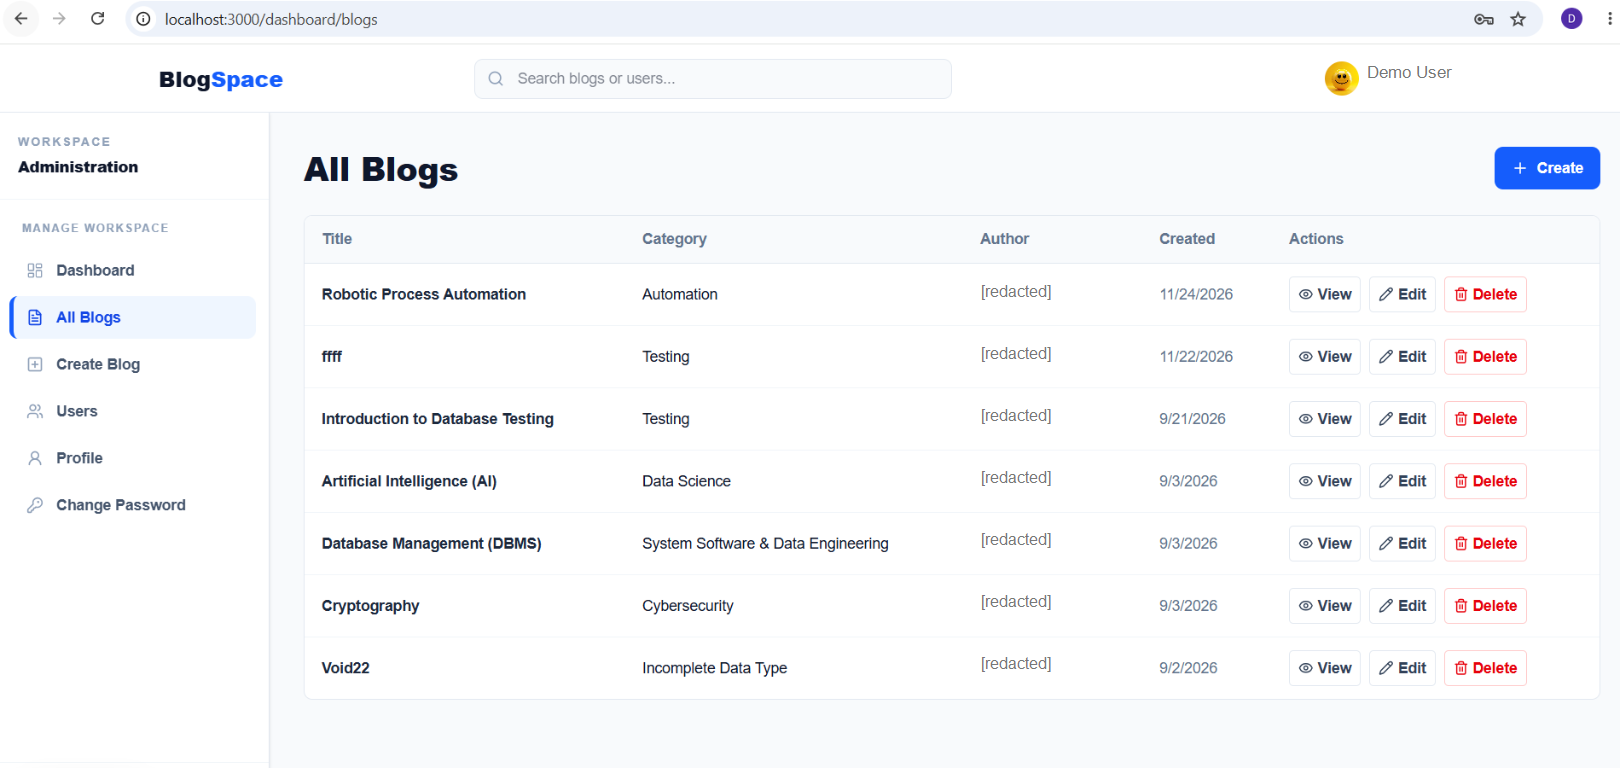 localhost:3000/dashboard/blogs
D
BlogSpace
Search blogs or users...
Demo User
WORKSPACE
Administration
MANAGE WORKSPACE
Dashboard
All Blogs
Create Blog
Users
Profile
Change Password
All Blogs
+ Create
Title Category Author Created Actions
Robotic Process Automation Automation [redacted] 11/24/2026 View Edit Delete
ffff Testing [redacted] 11/22/2026 View Edit Delete
Introduction to Database Testing Testing [redacted] 9/21/2026 View Edit Delete
Artificial Intelligence (AI) Data Science [redacted] 9/3/2026 View Edit Delete
Database Management (DBMS) System Software & Data Engineering [redacted] 9/3/2026 View Edit Delete
Cryptography Cybersecurity [redacted] 9/3/2026 View Edit Delete
Void22 Incomplete Data Type [redacted] 9/2/2026 View Edit Delete